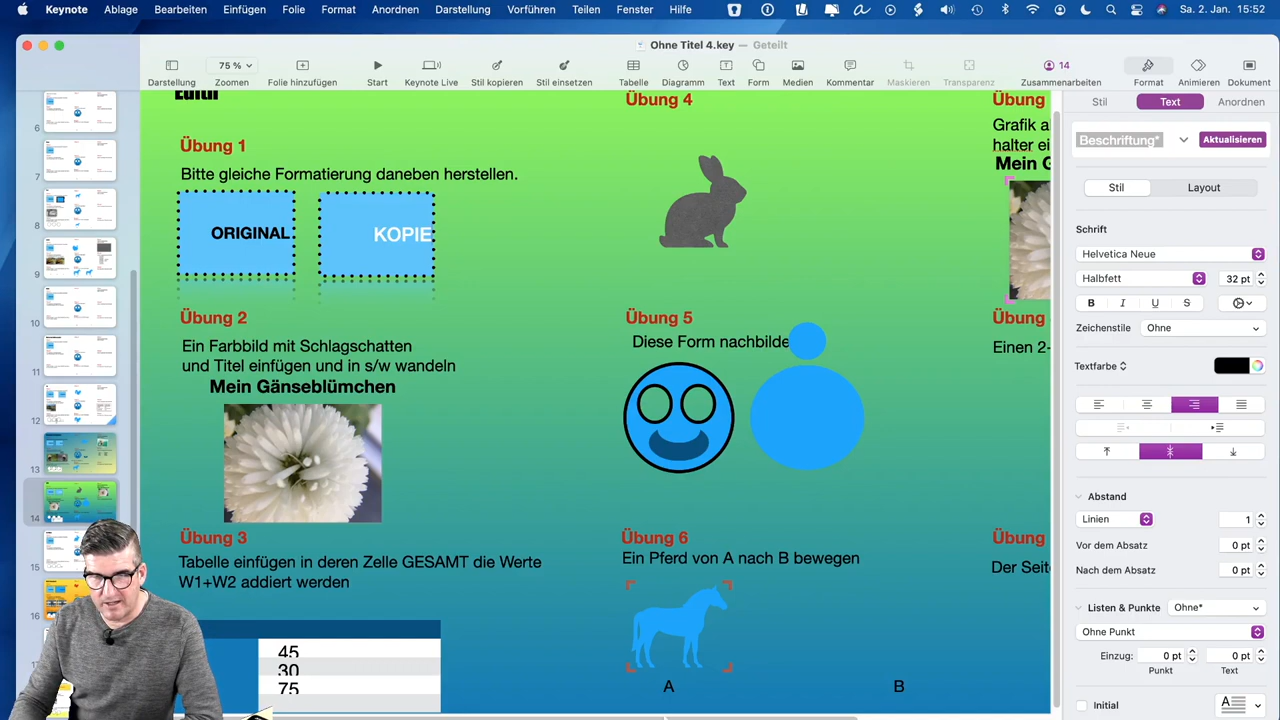 Keynote Ablage Bearbeiten Einfügen Folie Format Anordnen Darstellung Vorführen Teilen Fenster Hilfe Sa. 2. Jan. 15:52
Ohne Titel 4.key — Geteilt
75 % 14
Darstellung Zoomen Folie hinzufügen Start Keynote Live Stil kopieren Stil einsetzen Tabelle Diagramm Text Form Medien Kommentar Maskieren Transparenz Zusammenarbeiten Format Animieren Dokument
Stil Text Anordnen
Beschriftung* Aktualisieren
Stil Layout
Schrift
Helvetica Neue
Halbfett 32 pt
B I U S
Zeichenstile Ohne
Textfarbe
Abstand
Linien 1
Vor dem Absatz 0 pt
Nach dem Absatz 0 pt
Listen & Punkte Ohne*
Ohne Punkt
Einzug: 0 pt 0 pt
Punkt Text
Initial
6
7
8
9
10
11
12
13
15
16
Übung 1
Bitte gleiche Formatierung daneben herstellen.
ORIGINAL
KOPIE
Übung 2
Ein Farbbild mit Schlagschatten
und Titel einfügen und in s/w wandeln
Mein Gänseblümchen
Übung 3
Tabelle einfügen in deren Zelle GESAMT die Werte
W1+W2 addiert werden
45
30
75
Übung 4
Übung 5
Diese Form nachbilde
Übung 6
Ein Pferd von A nach B bewegen
A B
Übung
Grafik a
halter ei
Mein G
Übung
Einen 2-
Übung
Der Seit